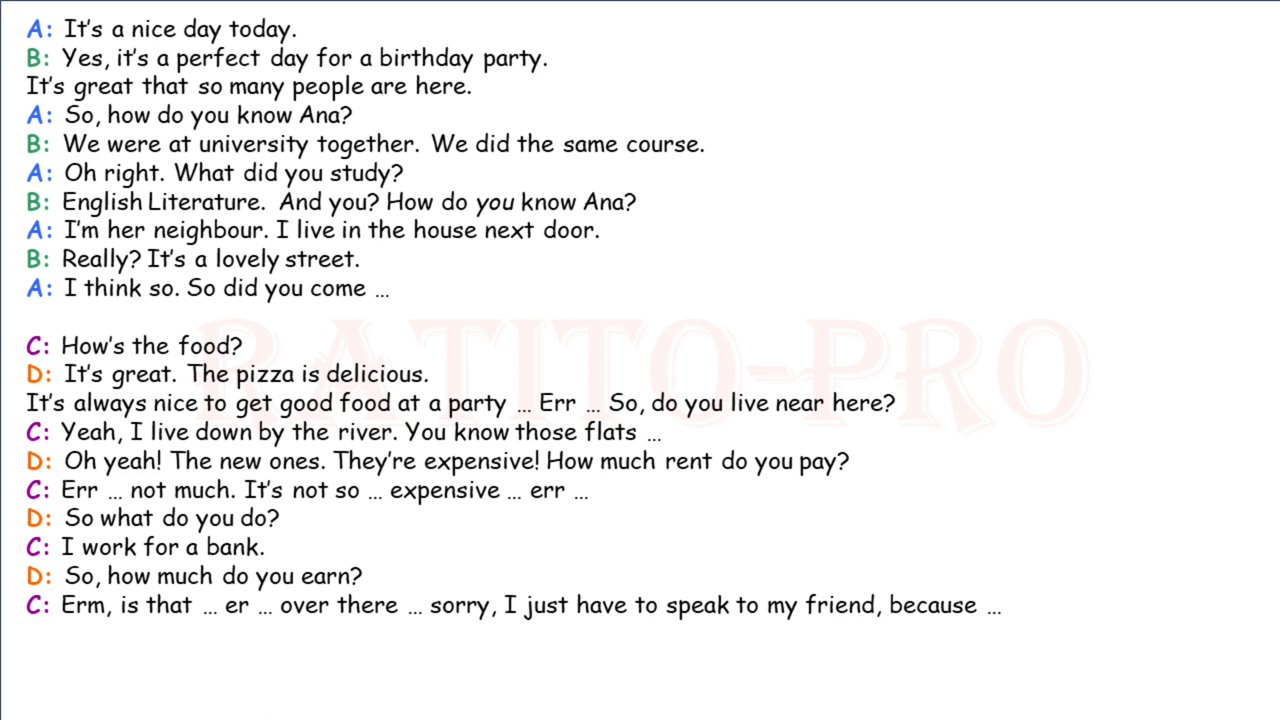 A: It's a nice day today.
B: Yes, it's a perfect day for a birthday party.
It's great that so many people are here.
A: So, how do you know Ana?
B: We were at university together. We did the same course.
A: Oh right. What did you study?
B: English Literature. And you? How do you know Ana?
A: I'm her neighbour. I live in the house next door.
B: Really? It's a lovely street.
A: I think so. So did you come ...
C: How's the food?
D: It's great. The pizza is delicious.
It's always nice to get good food at a party ... Err ... So, do you live near here?
C: Yeah, I live down by the river. You know those flats ...
D: Oh yeah! The new ones. They're expensive! How much rent do you pay?
C: Err ... not much. It's not so ... expensive ... err ...
D: So what do you do?
C: I work for a bank.
D: So, how much do you earn?
C: Erm, is that ... er ... over there ... sorry, I just have to speak to my friend, because ...
RATITO-PRO